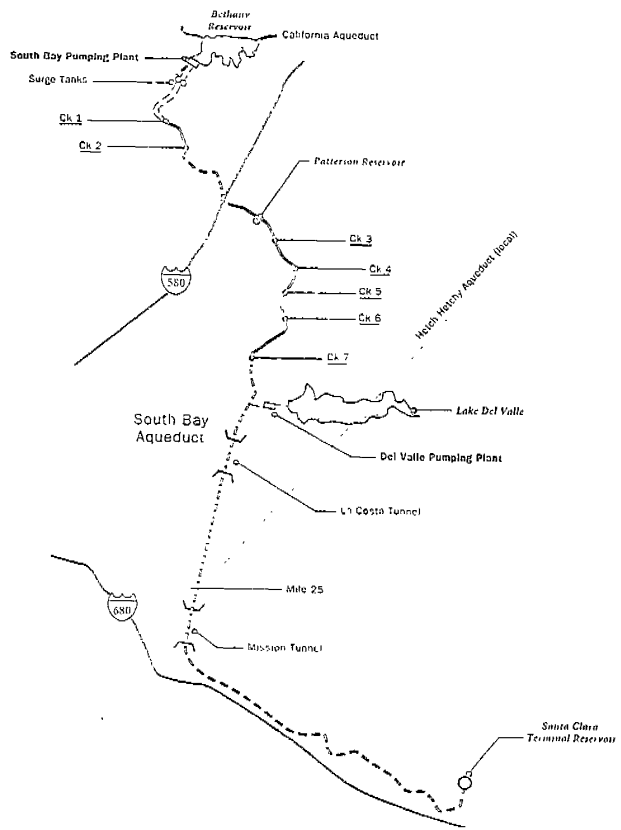 Bethany
Reservoir
California Aqueduct
South Bay Pumping Plant
Surge Tanks
Ck 1
Ck 2
Patterson Reservoir
Ck 3
Ck 4
580
Ck 5
Ck 6
Hetch Hetchy Aqueduct (local)
Ck 7
Lake Del Valle
South Bay
Aqueduct
Del Valle Pumping Plant
La Costa Tunnel
Mile 25
680
Mission Tunnel
Santa Clara
Terminal Reservoir